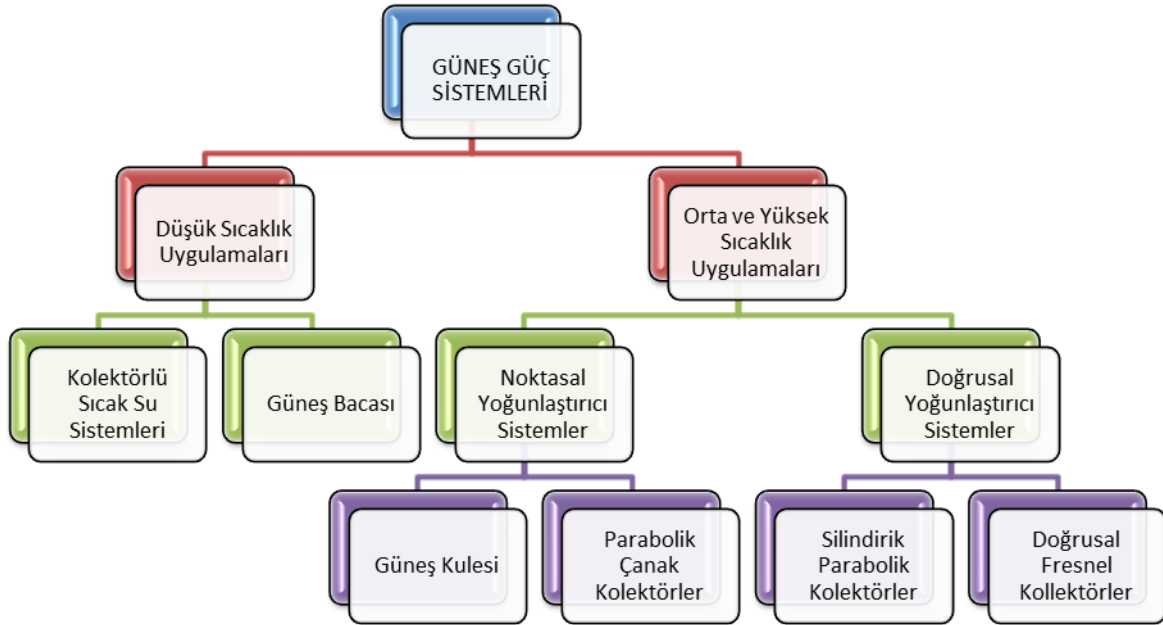 GÜNEŞ GÜÇ
SİSTEMLERİ
Düşük Sıcaklık
Uygulamaları
Orta ve Yüksek
Sıcaklık
Uygulamaları
Kolektörlü
Sıcak Su
Sistemleri
Güneş Bacası
Noktasal
Yoğunlaştırıcı
Sistemler
Doğrusal
Yoğunlaştırıcı
Sistemler
Güneş Kulesi
Parabolik
Çanak
Kolektörler
Silindirik
Parabolik
Kolektörler
Doğrusal
Fresnel
Kollektörler